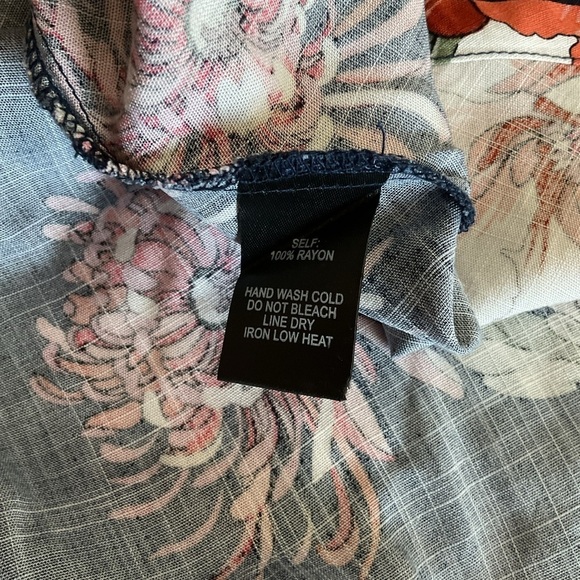 SELF:
100% RAYON
HAND WASH COLD
DO NOT BLEACH
LINE DRY
IRON LOW HEAT